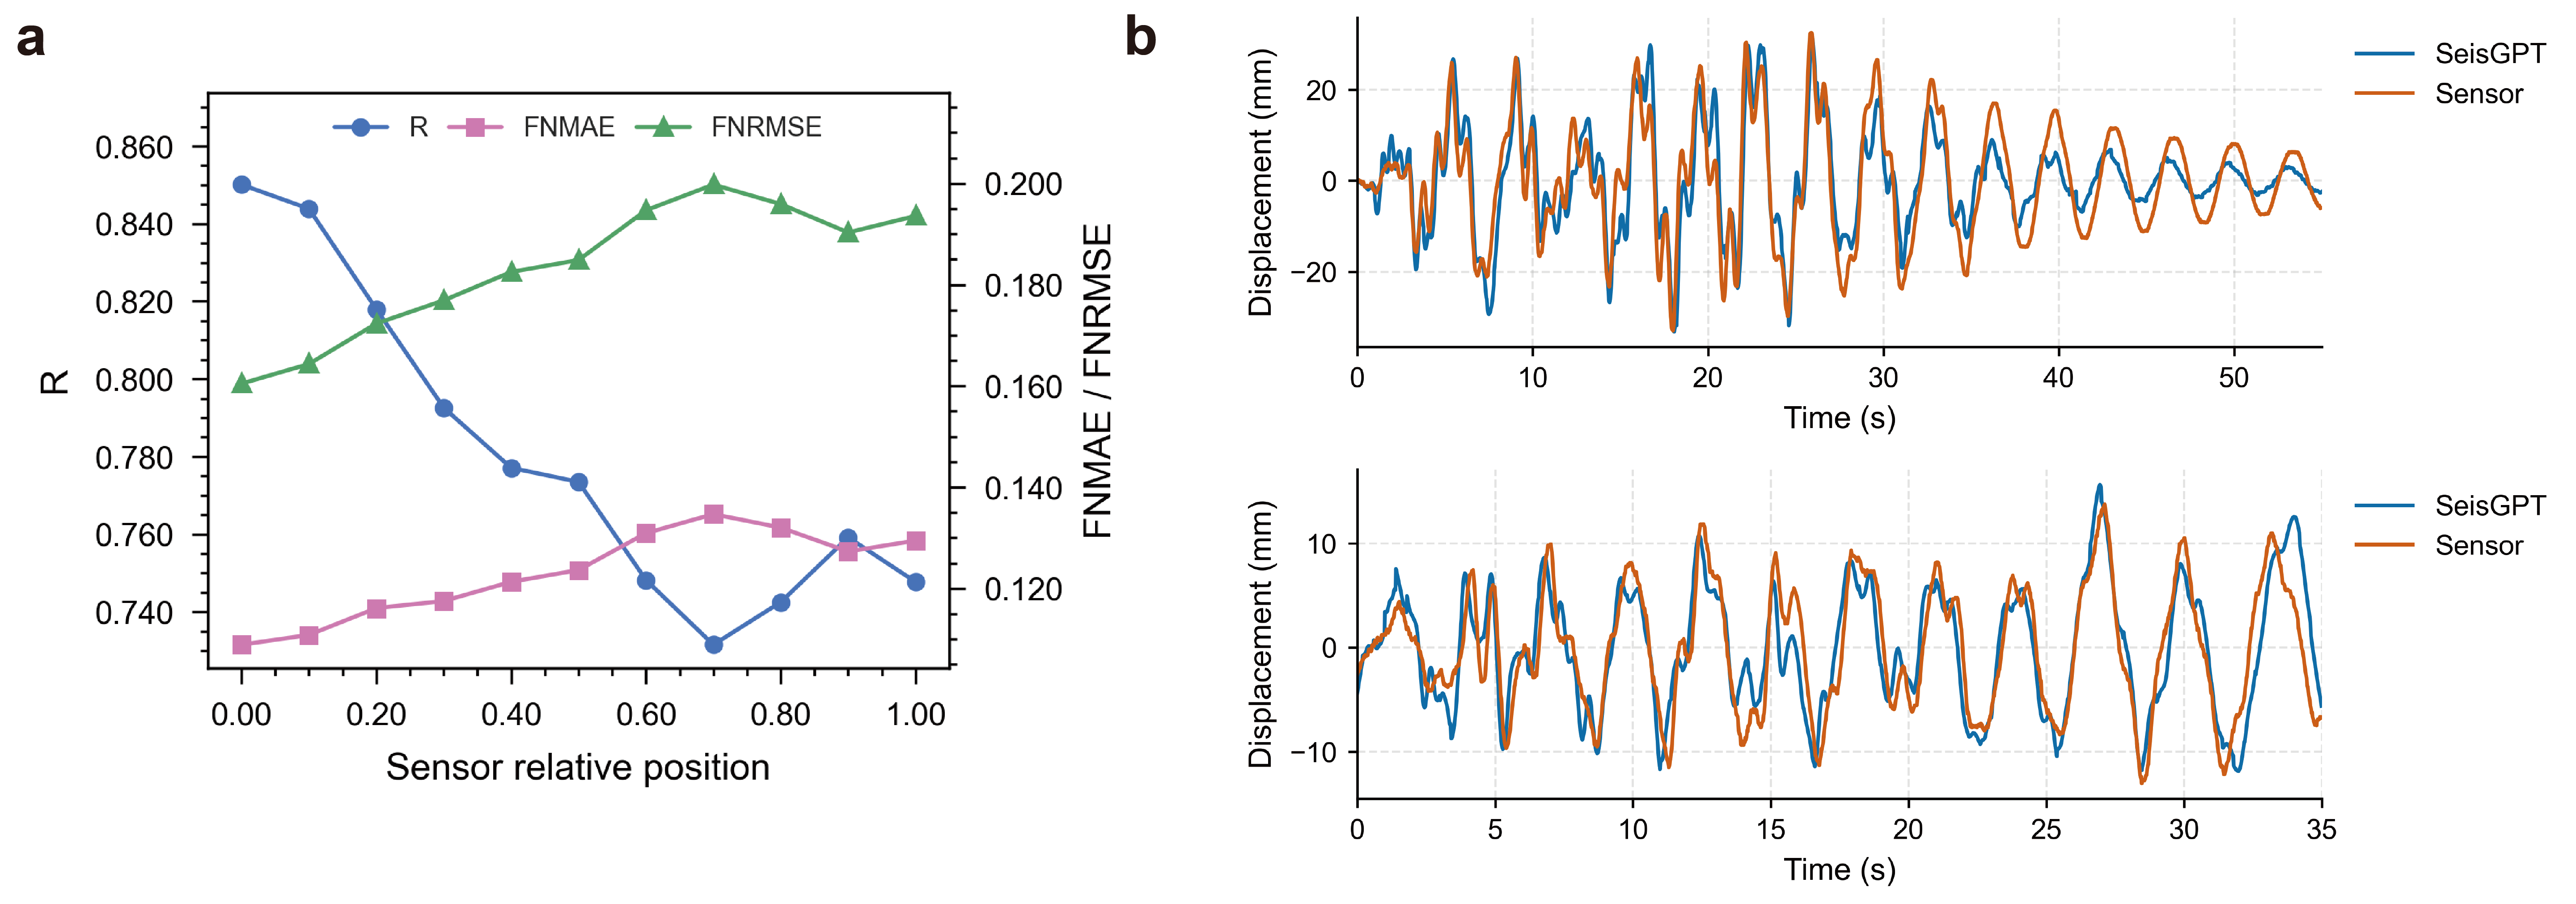 a
R FNMAE FNRMSE
0.860
0.840
0.820
0.800
0.780
0.760
0.740
R
0.200
0.180
0.160
0.140
0.120
FNMAE / FNRMSE
0.00 0.20 0.40 0.60 0.80 1.00
Sensor relative position
b
SeisGPT
Sensor
20
0
−20
Displacement (mm)
0 10 20 30 40 50
Time (s)
SeisGPT
Sensor
10
0
−10
Displacement (mm)
0 5 10 15 20 25 30 35
Time (s)